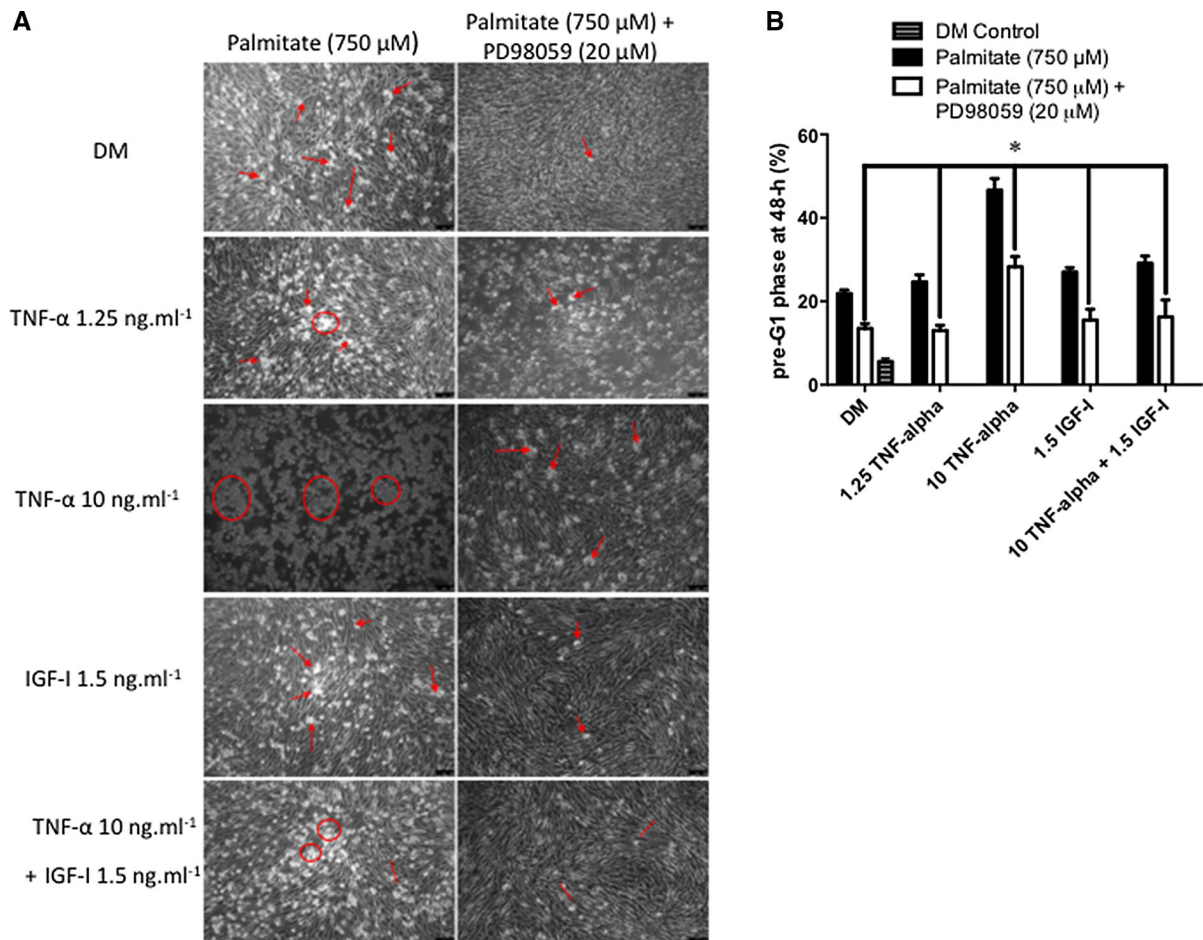 A
Palmitate (750 µM)
Palmitate (750 µM) +
PD98059 (20 µM)
DM
TNF-α 1.25 ng.ml-1
TNF-α 10 ng.ml-1
IGF-I 1.5 ng.ml-1
TNF-α 10 ng.ml-1
+ IGF-I 1.5 ng.ml-1
B
DM Control
Palmitate (750 µM)
Palmitate (750 µM) +
PD98059 (20 µM)
pre-G1 phase at 48-h (%)
60
40
20
0
*
DM
1.25 TNF-alpha
10 TNF-alpha
1.5 IGF-I
10 TNF-alpha + 1.5 IGF-I